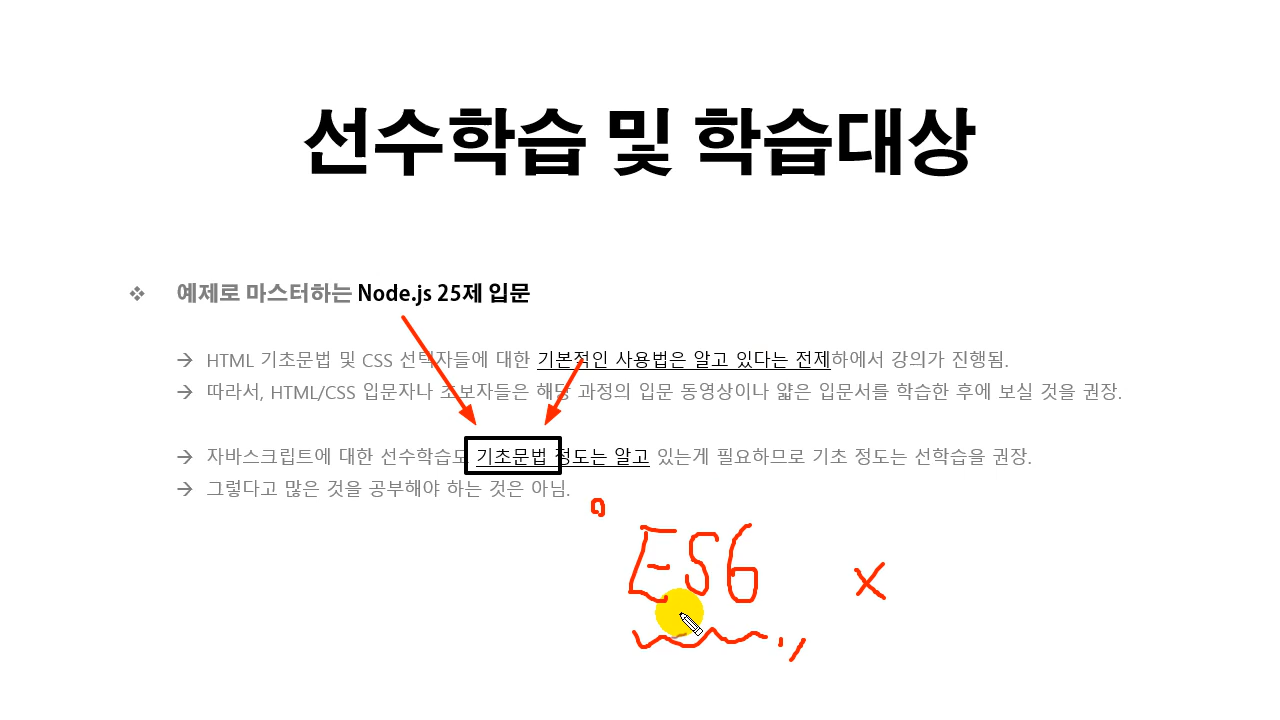 선수학습 및 학습대상
❖ 예제로 마스터하는 Node.js 25제 입문
→ HTML 기초문법 및 CSS 선택자들에 대한 기본적인 사용법은 알고 있다는 전제하에서 강의가 진행됨.
→ 따라서, HTML/CSS 입문자나 초보자들은 해당 과정의 입문 동영상이나 얇은 입문서를 학습한 후에 보실 것을 권장.
→ 자바스크립트에 대한 선수학습도 기초문법 정도는 알고 있는게 필요하므로 기초 정도는 선학습을 권장.
→ 그렇다고 많은 것을 공부해야 하는 것은 아님.
ES6 x